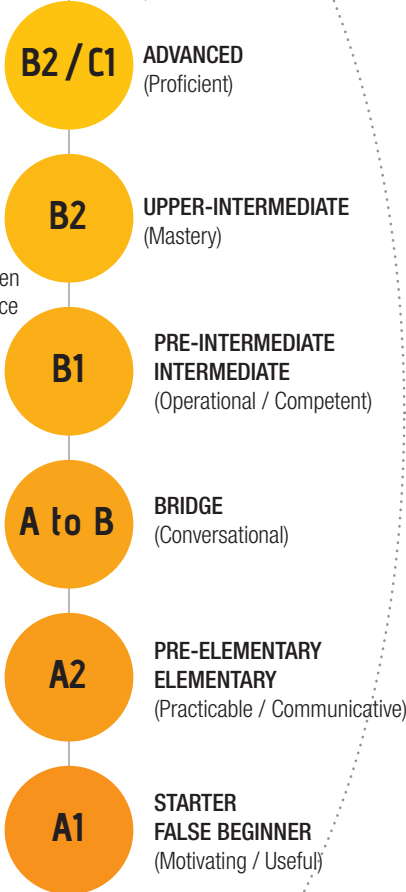 B2 / C1
ADVANCED
(Proficient)
B2
UPPER-INTERMEDIATE
(Mastery)
B1
PRE-INTERMEDIATE
INTERMEDIATE
(Operational / Competent)
A to B
BRIDGE
(Conversational)
A2
PRE-ELEMENTARY
ELEMENTARY
(Practicable / Communicative)
A1
STARTER
FALSE BEGINNER
(Motivating / Useful)